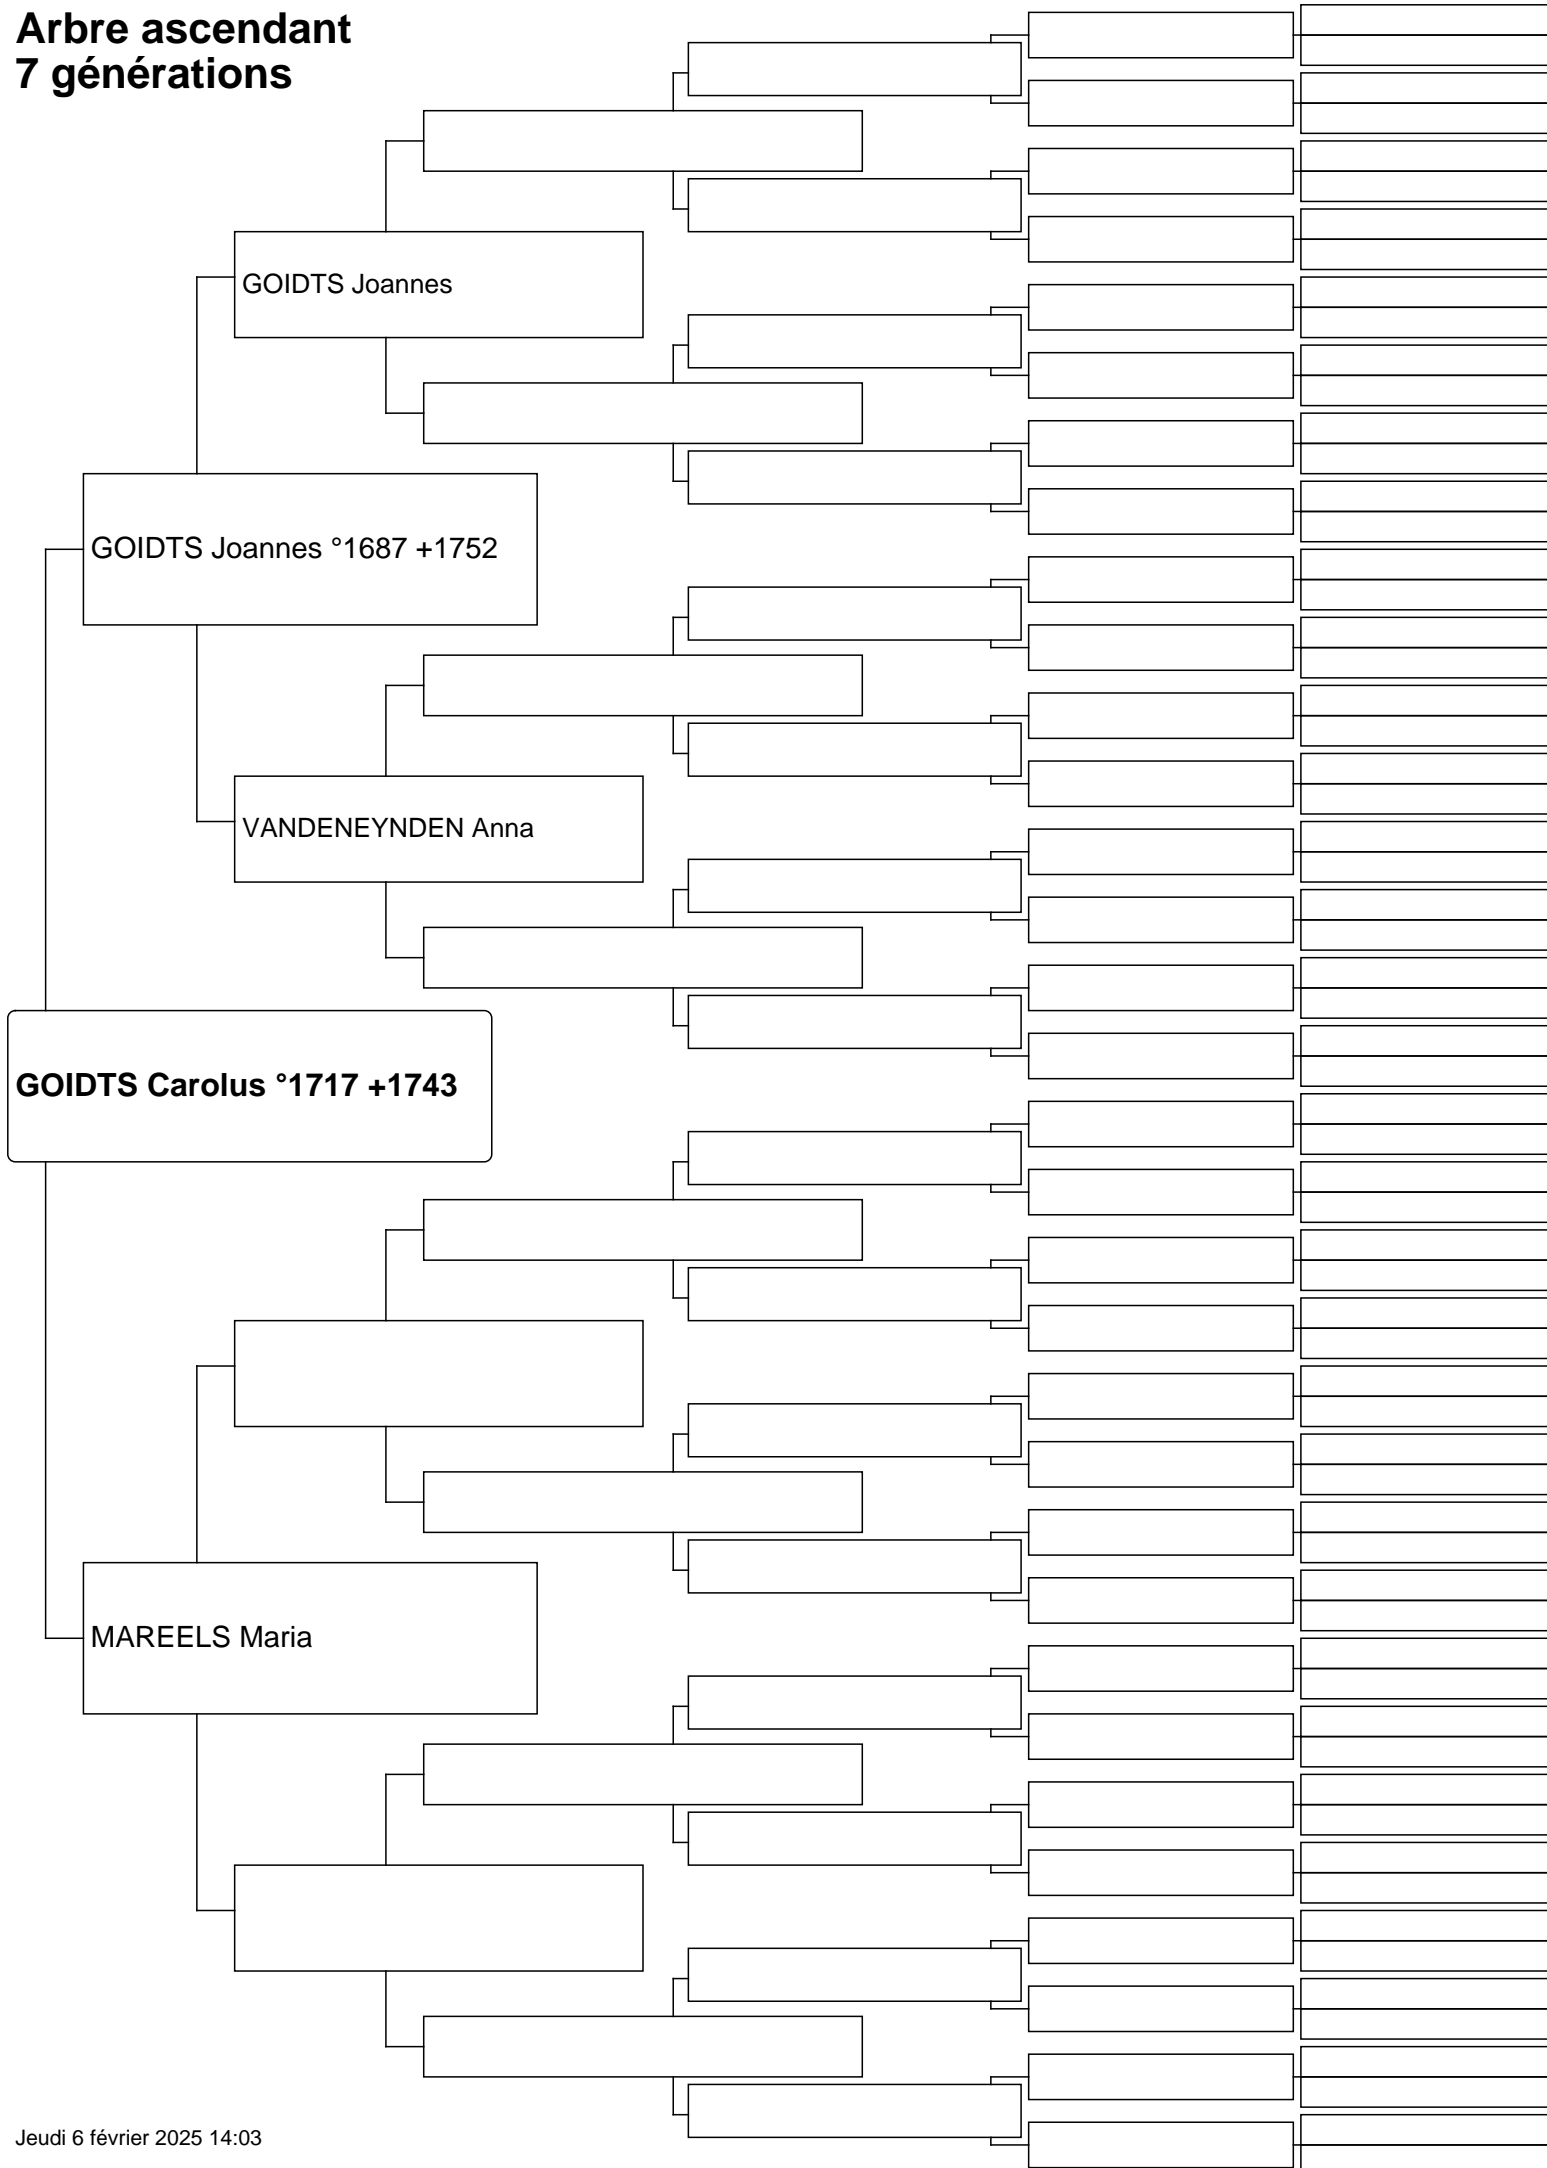 Arbre ascendant
7 générations
GOIDTS Joannes
GOIDTS Joannes °1687 +1752
VANDENEYNDEN Anna
GOIDTS Carolus °1717 +1743
MAREELS Maria
Jeudi 6 février 2025 14:03